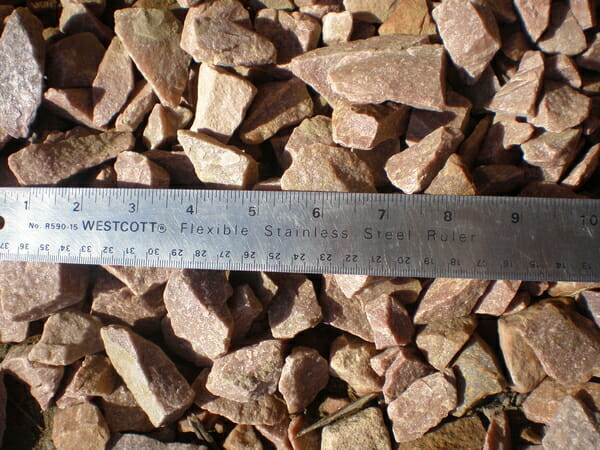 1 2 3 4 5 6 7 8 9 10
No. R590-15 WESTCOTT® Flexible Stainless Steel Ruler
37 36 35 34 33 32 31 30 29 28 27 26 25 24 23 22 21 20 19 18 17 16 15 14 13